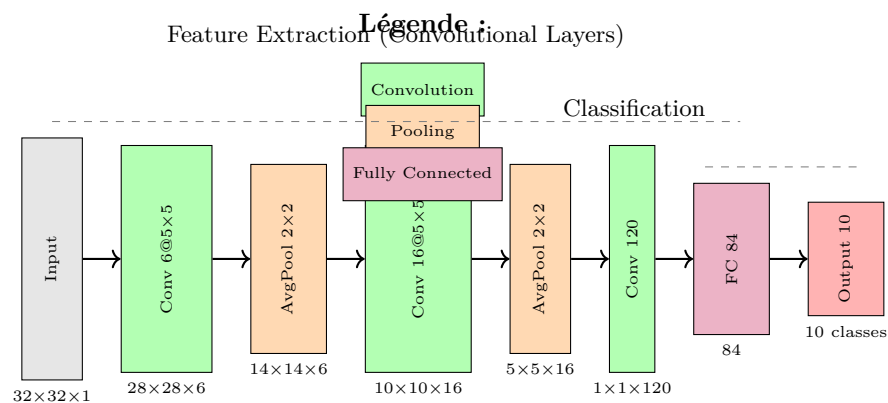 Légende :
Feature Extraction (Convolutional Layers)
Convolution
Classification
Pooling
Fully Connected
Input
Conv 6@5×5
AvgPool 2×2
Conv 16@5×5
AvgPool 2×2
Conv 120
FC 84
Output 10
32×32×1
28×28×6
14×14×6
10×10×16
5×5×16
1×1×120
84
10 classes